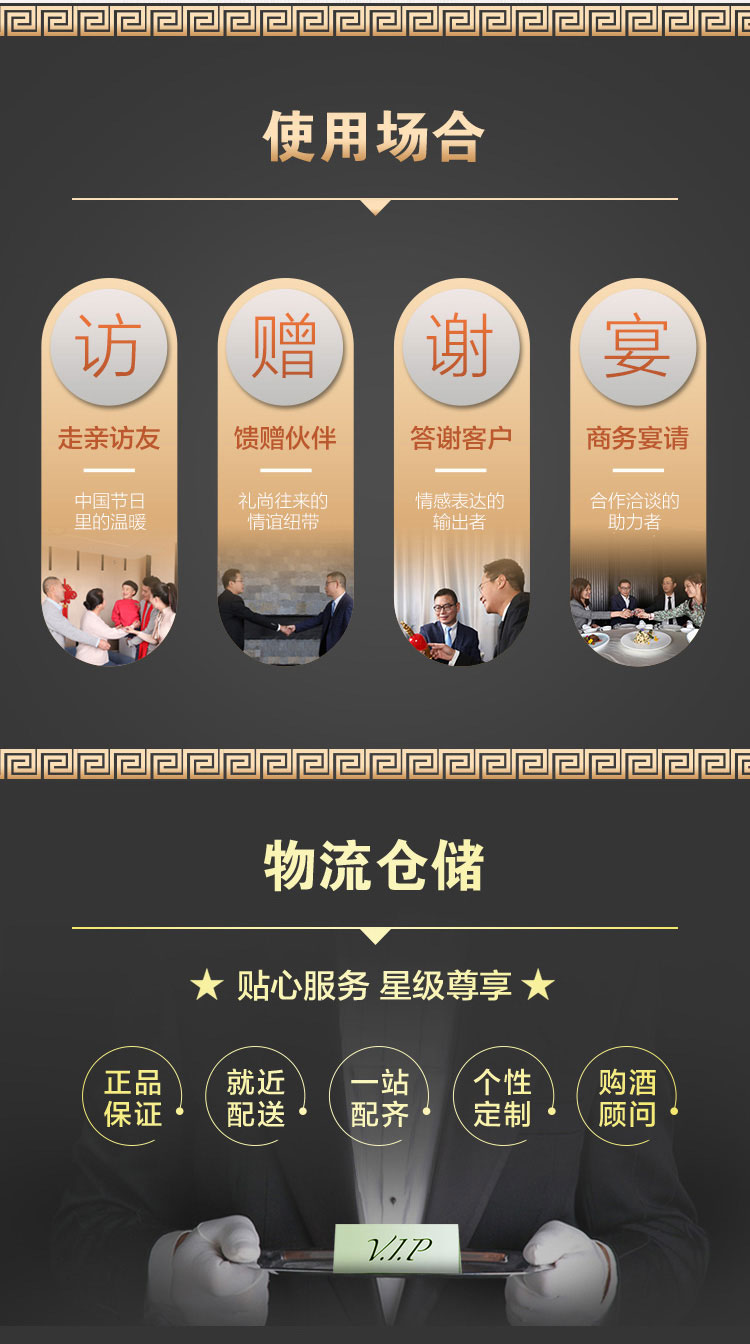 使用场合
访
走亲访友
中国节日
里的温暖
赠
馈赠伙伴
礼尚往来的
情谊纽带
谢
答谢客户
情感表达的
输出者
宴
商务宴请
合作洽谈的
助力者
物流仓储
★ 贴心服务 星级尊享 ★
正品
保证
就近
配送
一站
配齐
个性
定制
购酒
顾问
V.I.P